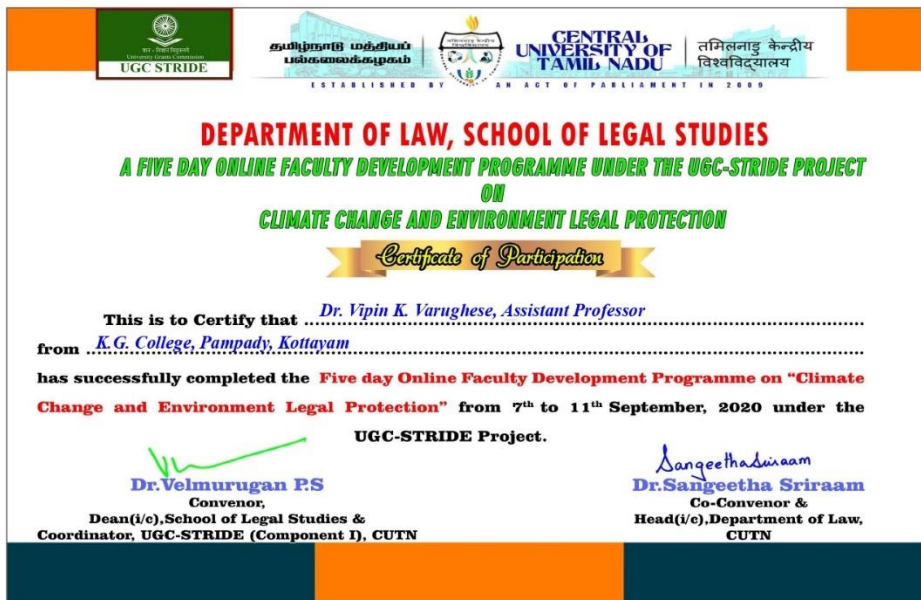 ज्ञान - विज्ञान विमुक्तये
University Grants Commission
UGC STRIDE
தமிழ்நாடு மத்தியப்
பல்கலைக்கழகம்
CENTRAL
UNIVERSITY OF
TAMIL NADU
तमिलनाडु केन्द्रीय
विश्वविद्यालय
ESTABLISHED BY AN ACT OF PARLIAMENT IN 2009
DEPARTMENT OF LAW, SCHOOL OF LEGAL STUDIES
A FIVE DAY ONLINE FACULTY DEVELOPMENT PROGRAMME UNDER THE UGC-STRIDE PROJECT
ON
CLIMATE CHANGE AND ENVIRONMENT LEGAL PROTECTION
Certificate of Participation
This is to Certify that Dr. Vipin K. Varughese, Assistant Professor
from K.G. College, Pampady, Kottayam
has successfully completed the Five day Online Faculty Development Programme on “Climate
Change and Environment Legal Protection” from 7th to 11th September, 2020 under the
UGC-STRIDE Project.
Dr.Velmurugan P.S
Convenor,
Dean(i/c),School of Legal Studies &
Coordinator, UGC-STRIDE (Component I), CUTN
Sangeetha Sriraam
Dr.Sangeetha Sriraam
Co-Convenor &
Head(i/c),Department of Law,
CUTN